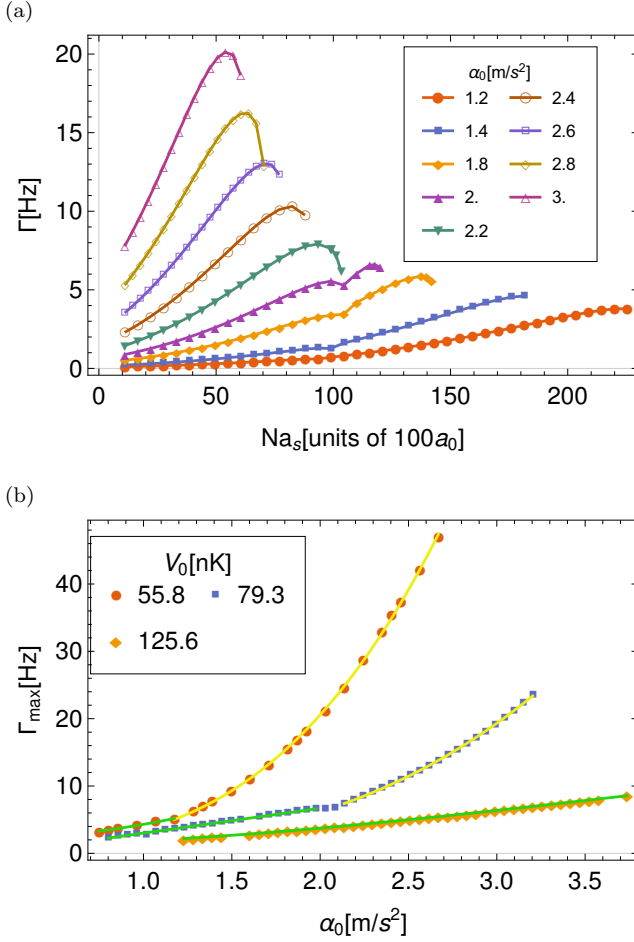 (a)
20
15
10
5
0
Γ[Hz]
α₀[m/s²]
1.2 2.4
1.4 2.6
1.8 2.8
2. 3.
2.2
0 50 100 150 200
Naₛ[units of 100a₀]
(b)
40
30
20
10
0
Γmax[Hz]
V₀[nK]
55.8 79.3
125.6
1.0 1.5 2.0 2.5 3.0 3.5
α₀[m/s²]